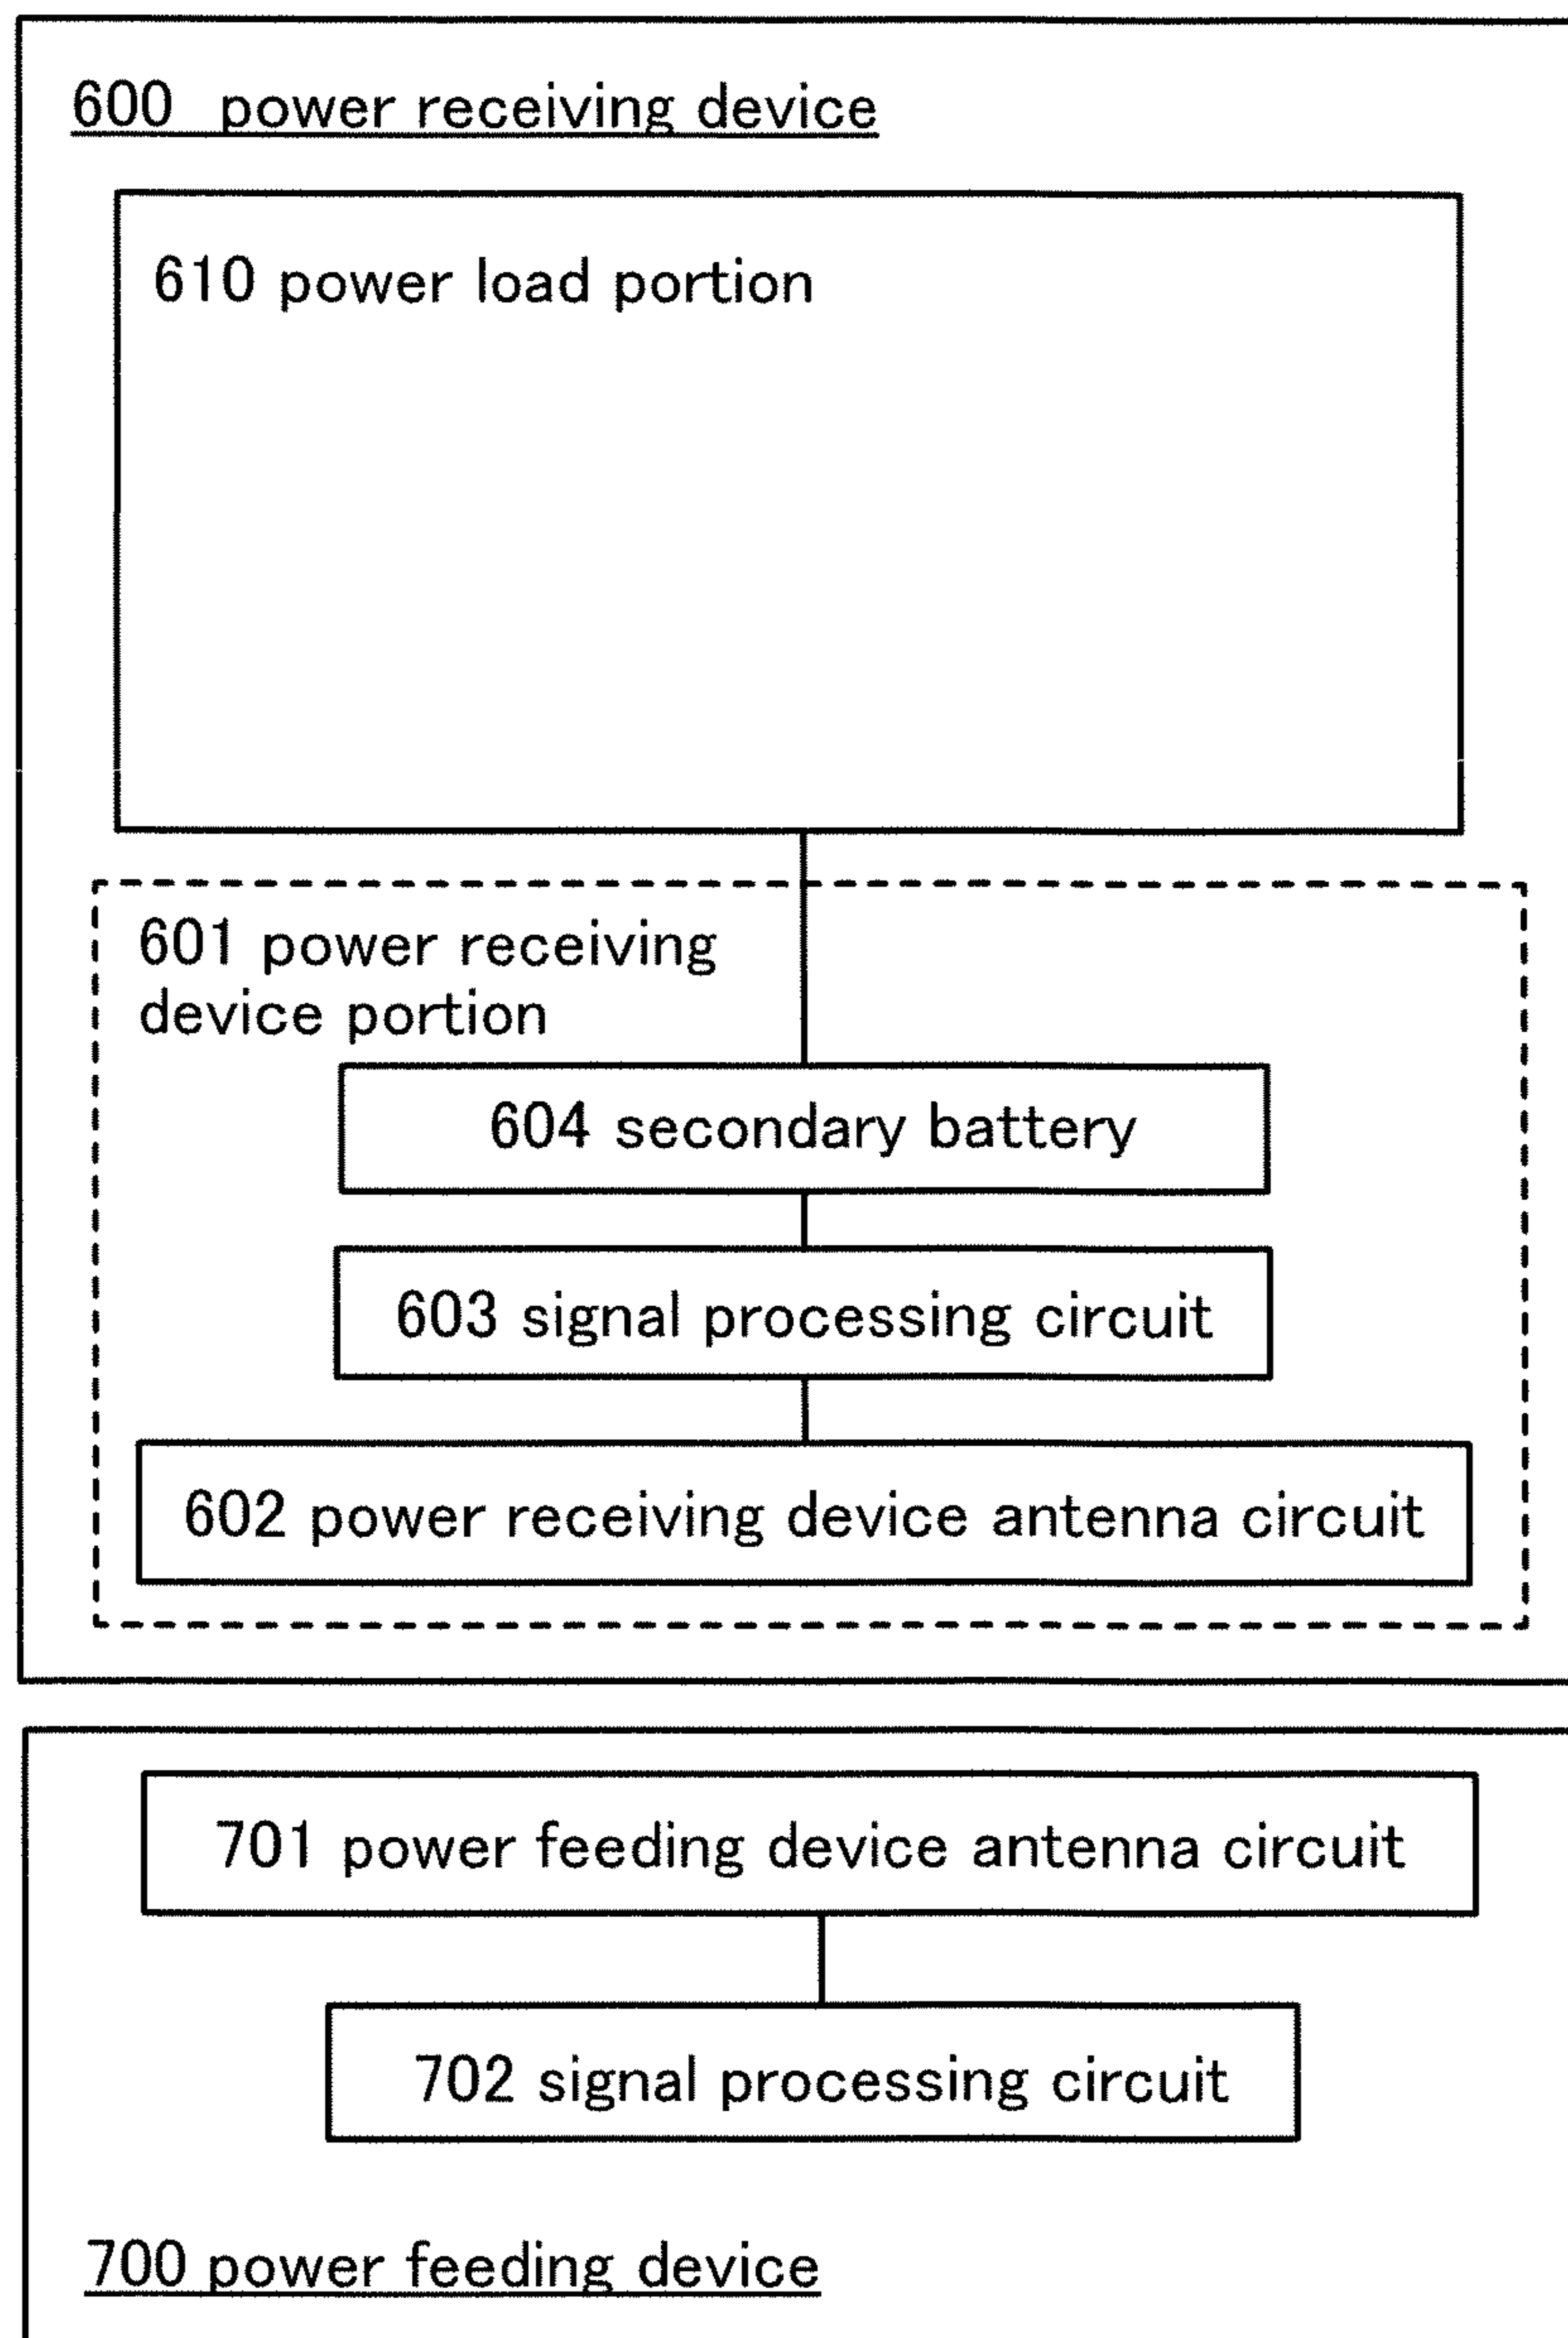 600 power receiving device
610 power load portion
601 power receiving
device portion
604 secondary battery
603 signal processing circuit
602 power receiving device antenna circuit
701 power feeding device antenna circuit
702 signal processing circuit
700 power feeding device